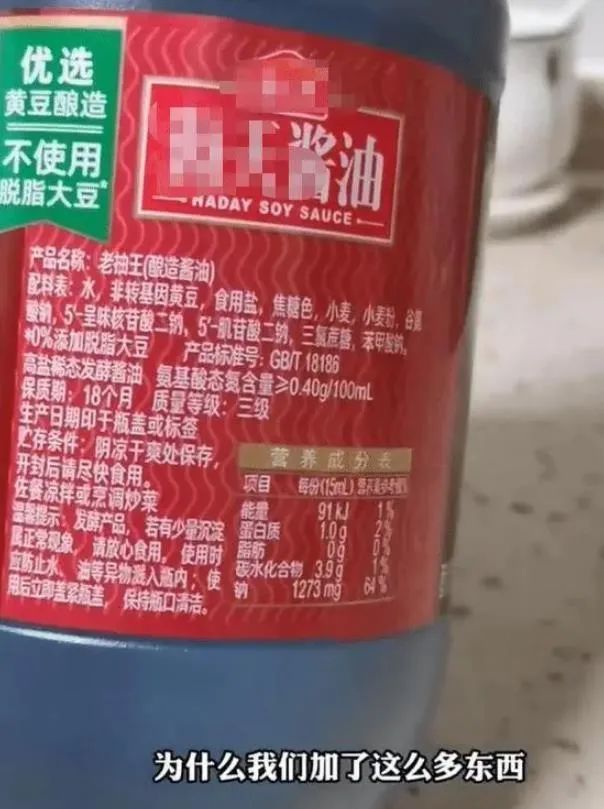 优选
黄豆酿造
不使用
脱脂大豆*
酱油
HADAY SOY SAUCE
产品名称：老抽王(酿造酱油)
配料表：水，非转基因黄豆，食用盐，焦糖色，小麦，小麦粉，谷氨
酸钠，5'-呈味核苷酸二钠，5'-肌苷酸二钠，三氯蔗糖，苯甲酸钠。
*0%添加脱脂大豆 产品标准号：GB/T 18186
高盐稀态发酵酱油 氨基酸态氮含量≥0.40g/100mL
保质期：18个月 质量等级：三级
生产日期印于瓶盖或标签
贮存条件：阴凉干爽处保存，
开封后请尽快食用。
佐餐凉拌或烹调炒菜
温馨提示：发酵产品，若有少量沉淀
属正常现象，请放心食用，使用时
应防止水、油等异物溅入瓶内；使
用后立即盖紧瓶盖，保持瓶口清洁。
营养成分表
项目 每份(15mL) 营养素参考值%
能量 91kJ 1%
蛋白质 1.0g 2%
脂肪 0g 0%
碳水化合物 3.9g 1%
钠 1273mg 64%
为什么我们加了这么多东西